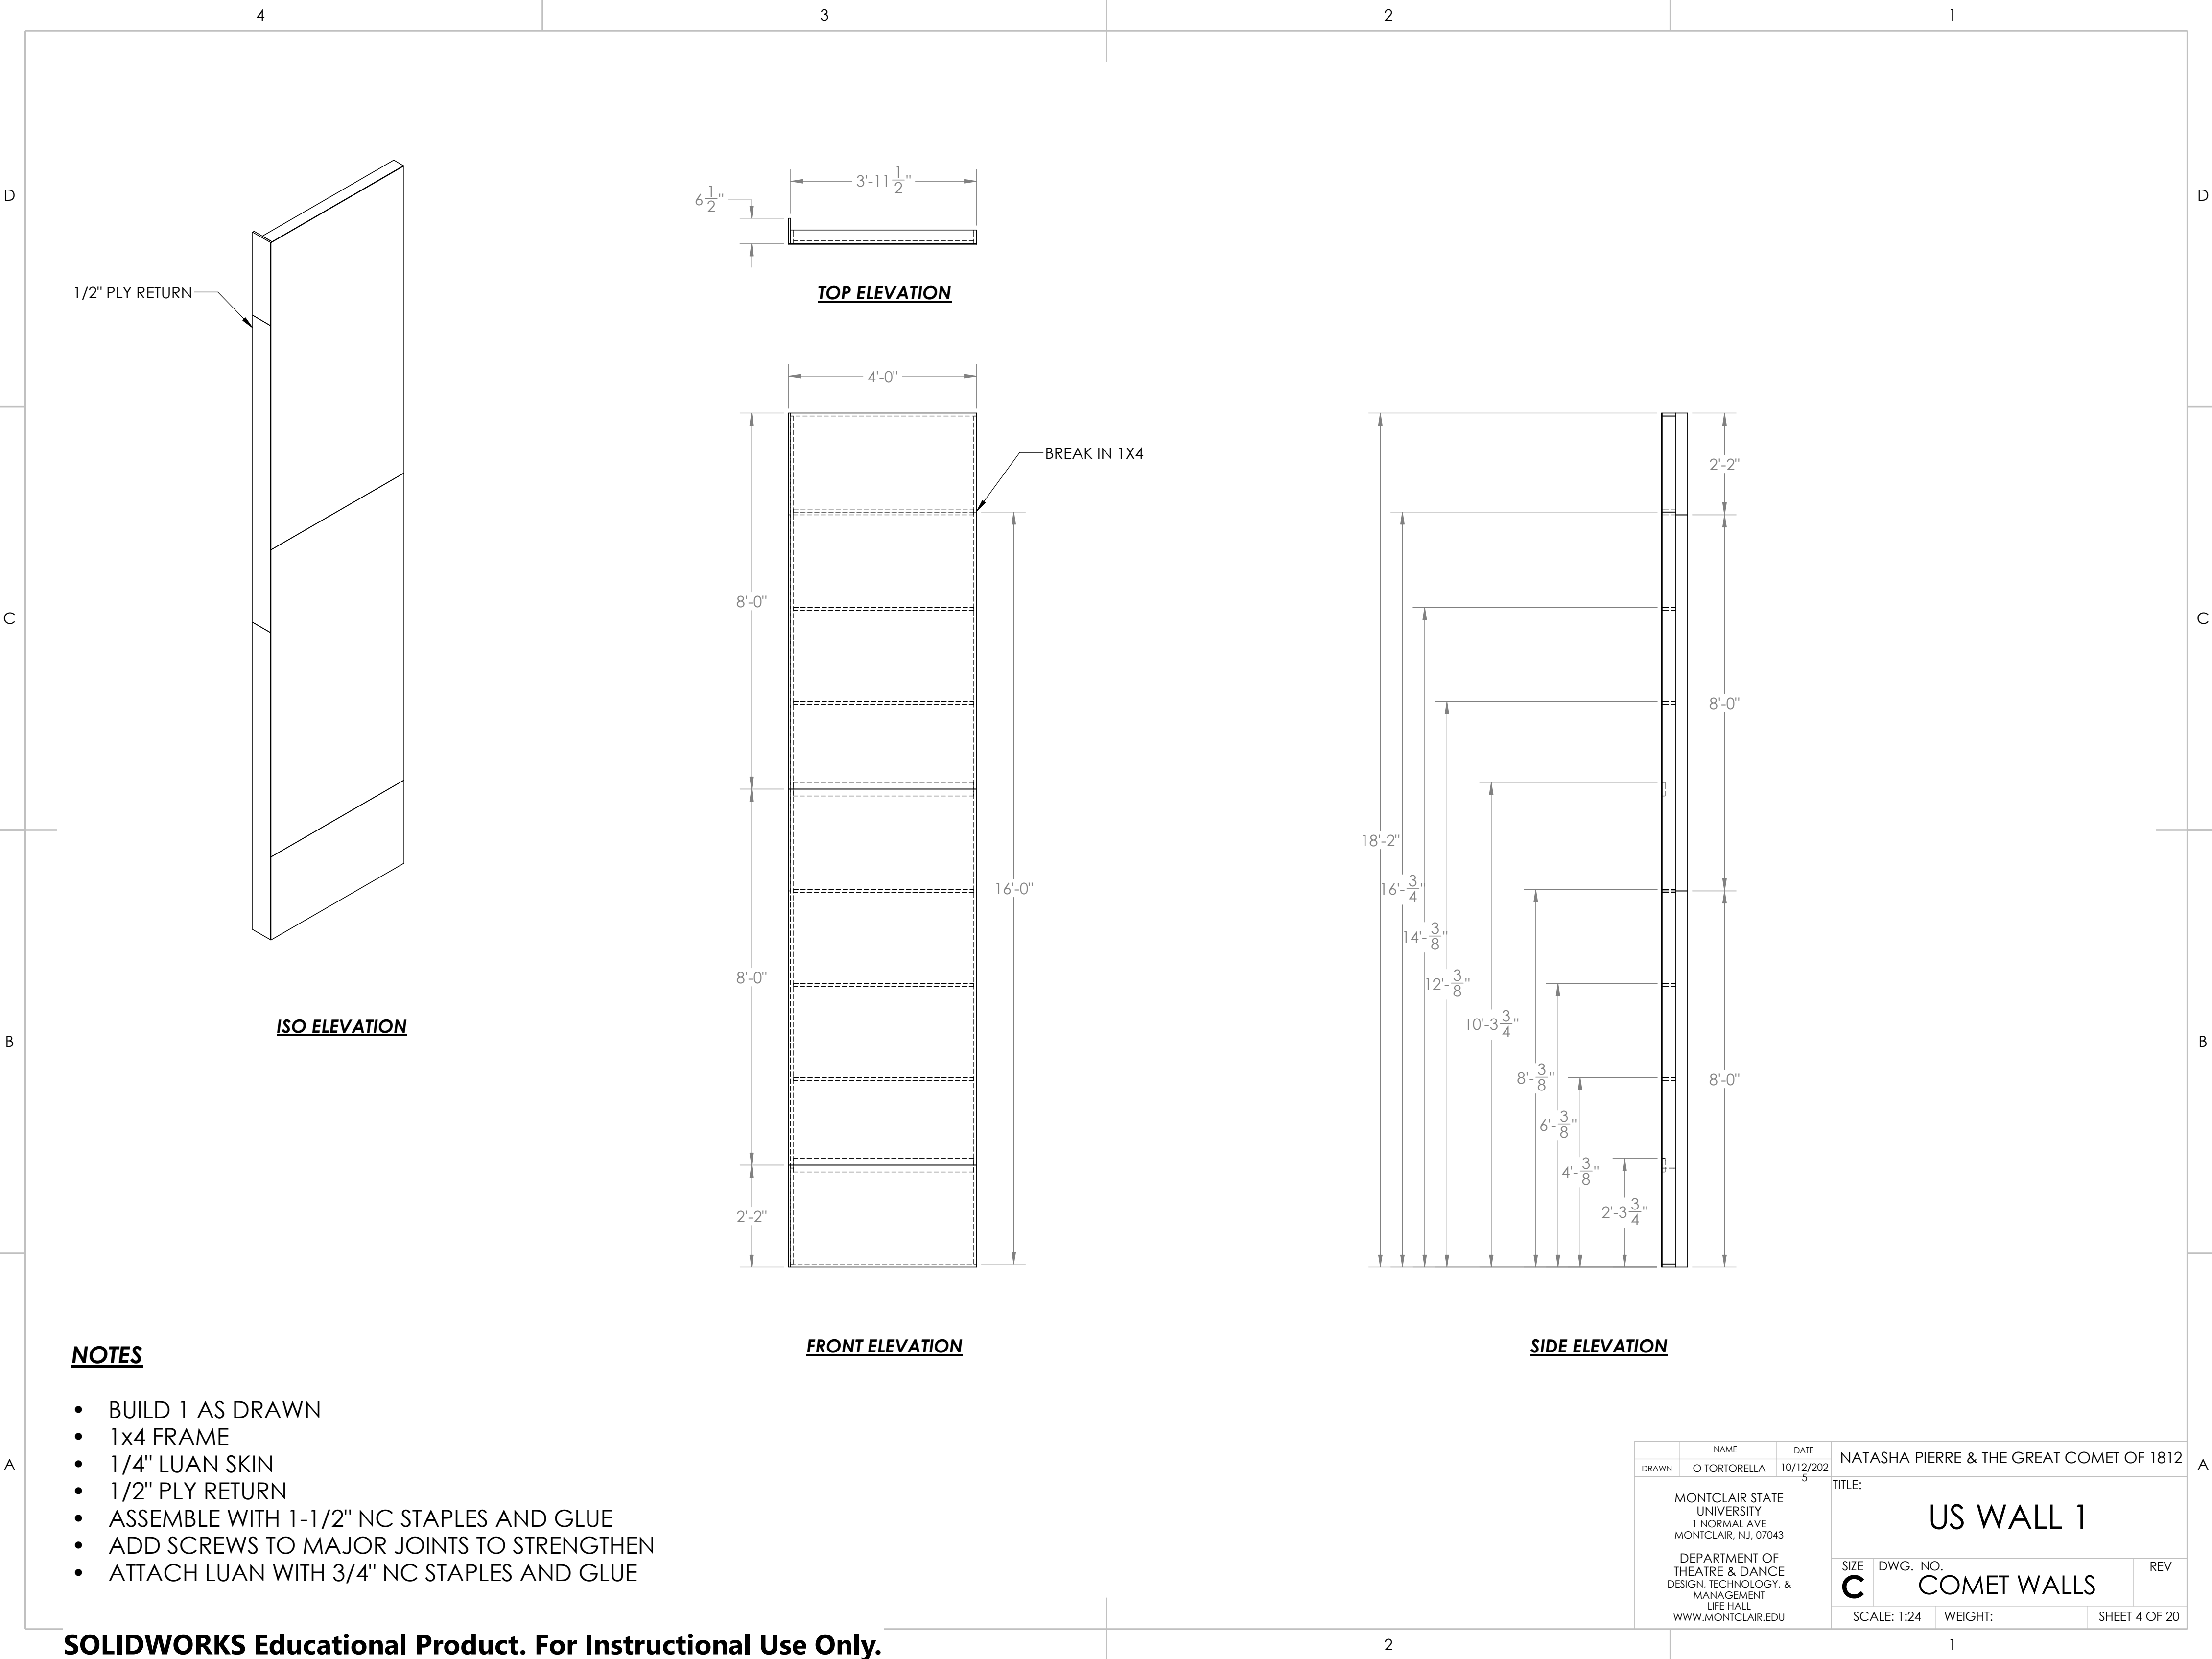 4
3
2
1
D
D
C
C
B
B
A
A
1/2" PLY RETURN
ISO ELEVATION
3'-11 1/2"
6 1/2"
TOP ELEVATION
4'-0"
BREAK IN 1X4
8'-0"
8'-0"
2'-2"
16'-0"
FRONT ELEVATION
18'-2"
16'-3/4"
14'-3/8"
12'-3/8"
10'-3 3/4"
8'-3/8"
6'-3/8"
4'-3/8"
2'-3 3/4"
2'-2"
8'-0"
8'-0"
SIDE ELEVATION
NOTES
• BUILD 1 AS DRAWN
• 1x4 FRAME
• 1/4" LUAN SKIN
• 1/2" PLY RETURN
• ASSEMBLE WITH 1-1/2" NC STAPLES AND GLUE
• ADD SCREWS TO MAJOR JOINTS TO STRENGTHEN
• ATTACH LUAN WITH 3/4" NC STAPLES AND GLUE
NAME DATE
DRAWN O TORTORELLA 10/12/202
5
MONTCLAIR STATE
UNIVERSITY
1 NORMAL AVE
MONTCLAIR, NJ, 07043
DEPARTMENT OF
THEATRE & DANCE
DESIGN, TECHNOLOGY, &
MANAGEMENT
LIFE HALL
WWW.MONTCLAIR.EDU
NATASHA PIERRE & THE GREAT COMET OF 1812
TITLE:
US WALL 1
SIZE DWG. NO. REV
C COMET WALLS
SCALE: 1:24 WEIGHT: SHEET 4 OF 20
SOLIDWORKS Educational Product. For Instructional Use Only.
2
1